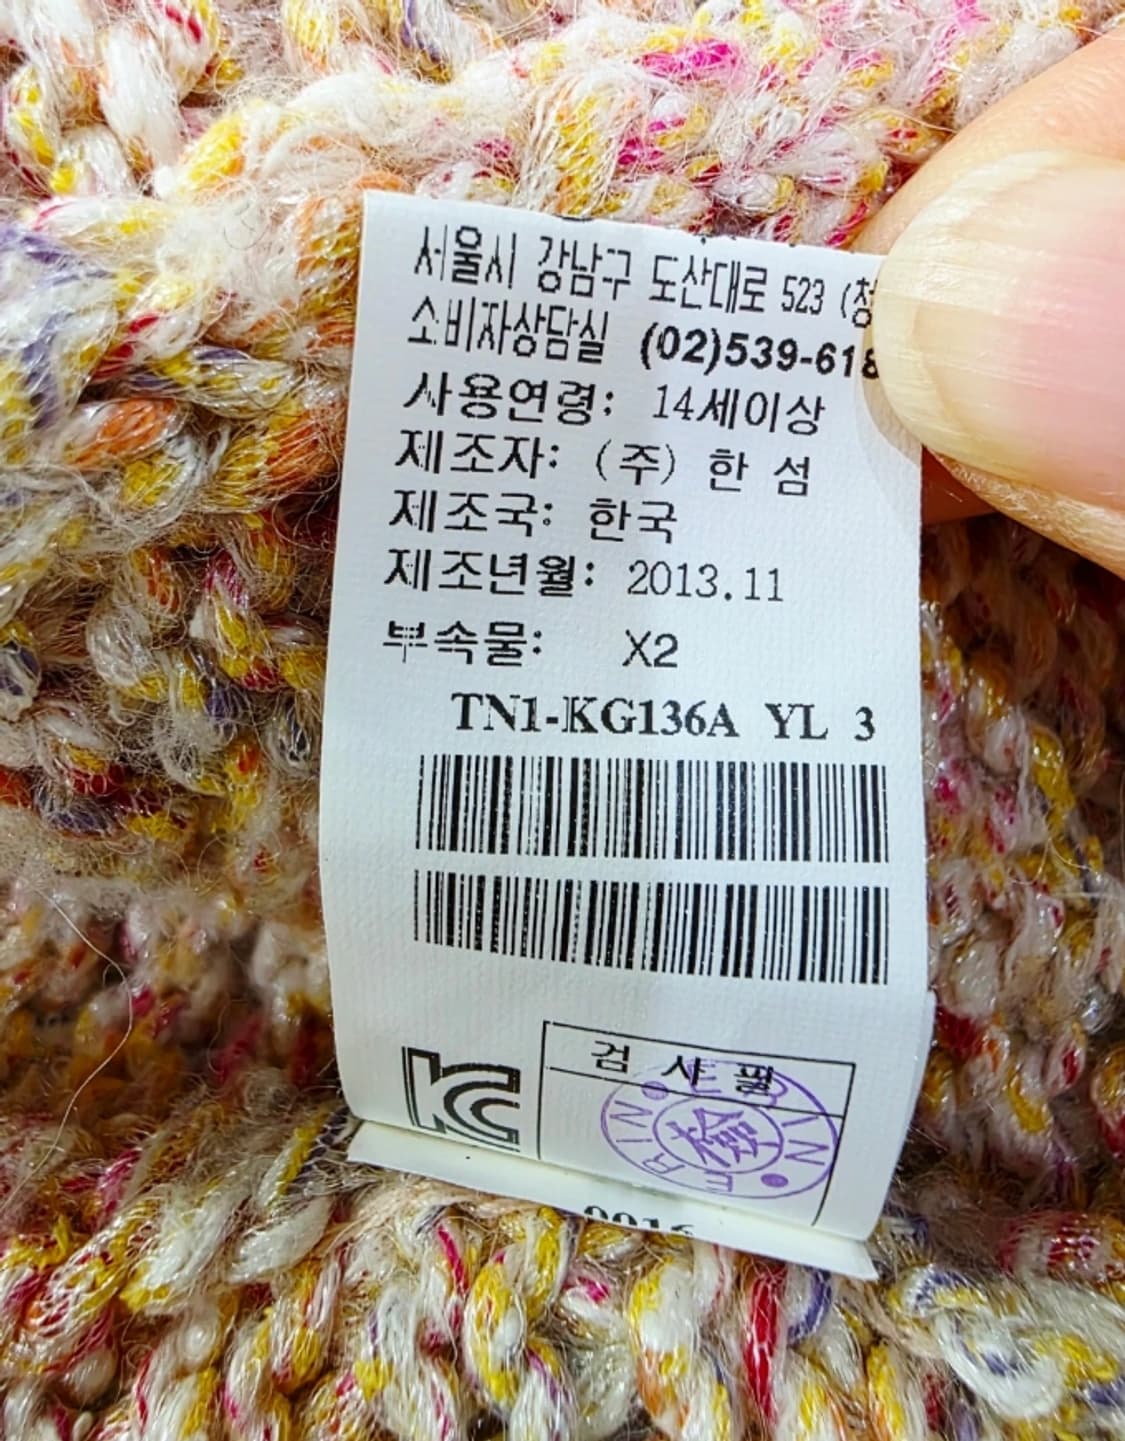 서울시 강남구 도산대로 523 (청
소비자상담실 (02)539-618
사용연령: 14세이상
제조자: (주) 한 섬
제조국: 한국
제조년월: 2013.11
부속물: X2
TN1-KG136A YL 3
KC
검 사 필
檢